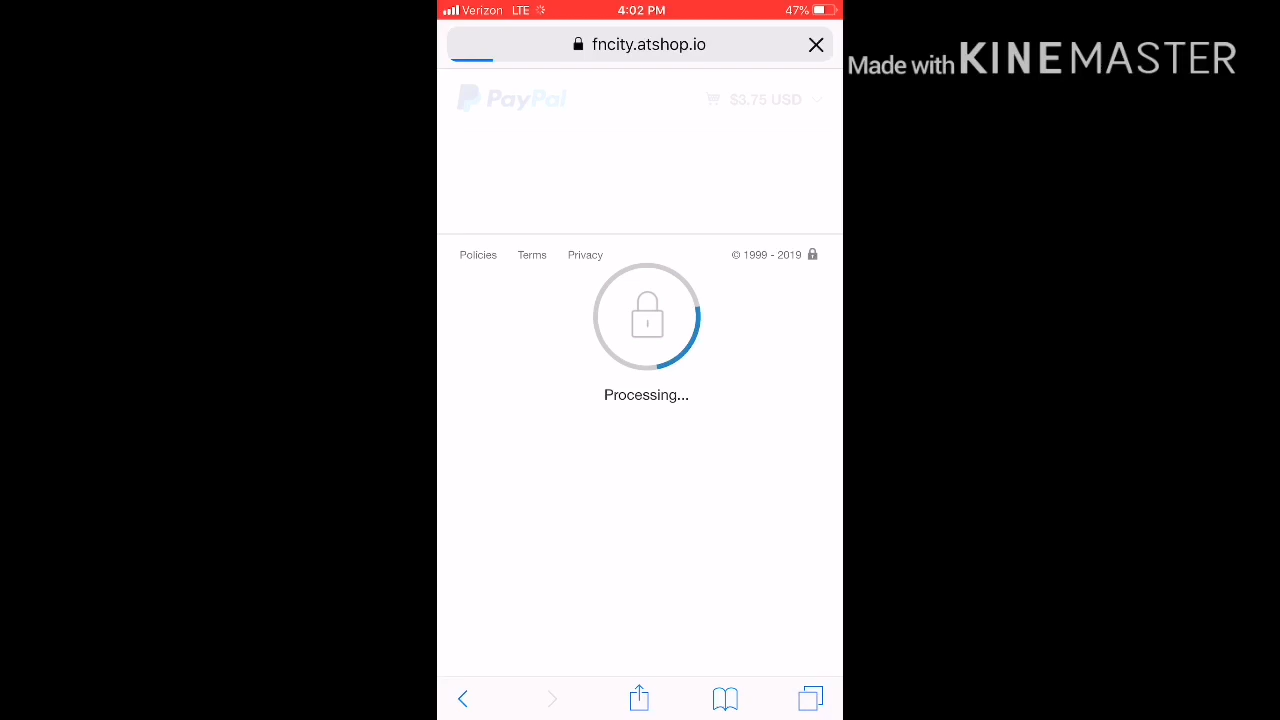 Verizon LTE 4:02 PM 47%
fncity.atshop.io
Made with KINEMASTER
PayPal $3.75 USD
Policies Terms Privacy © 1999 - 2019
Processing...